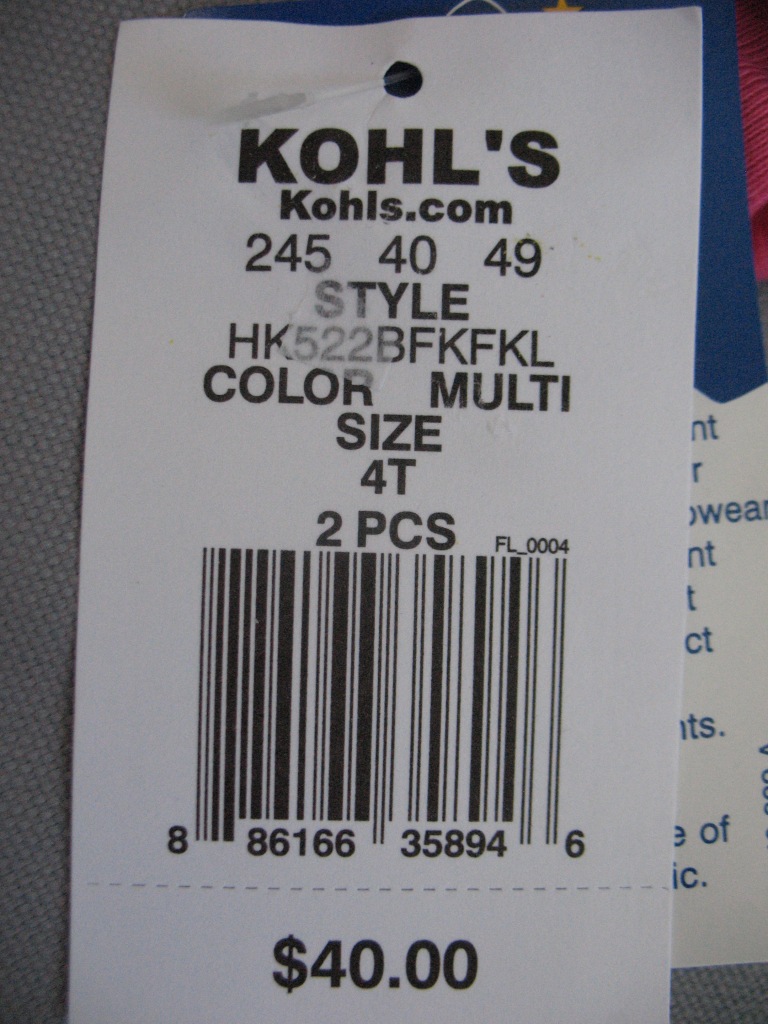 KOHL'S
Kohls.com
245 40 49
STYLE
HK522BFKFKL
COLOR MULTI
SIZE
4T
2 PCS
FL_0004
8 86166 35894 6
$40.00
nt
r
owear
nt
t
ct
nts.
e of
ic.